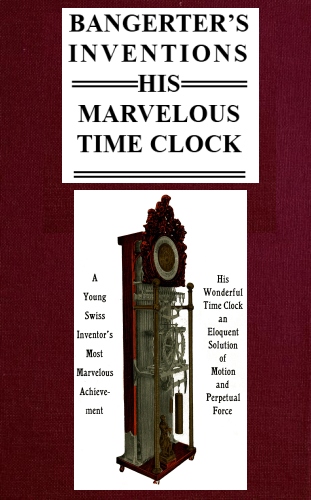 BANGERTER'S
INVENTIONS
HIS
MARVELOUS
TIME CLOCK
A
Young
Swiss
Inventor's
Most
Marvelous
Achieve-
ment
His
Wonderful
Time Clock
an
Eloquent
Solution
of
Motion
and
Perpetual
Force